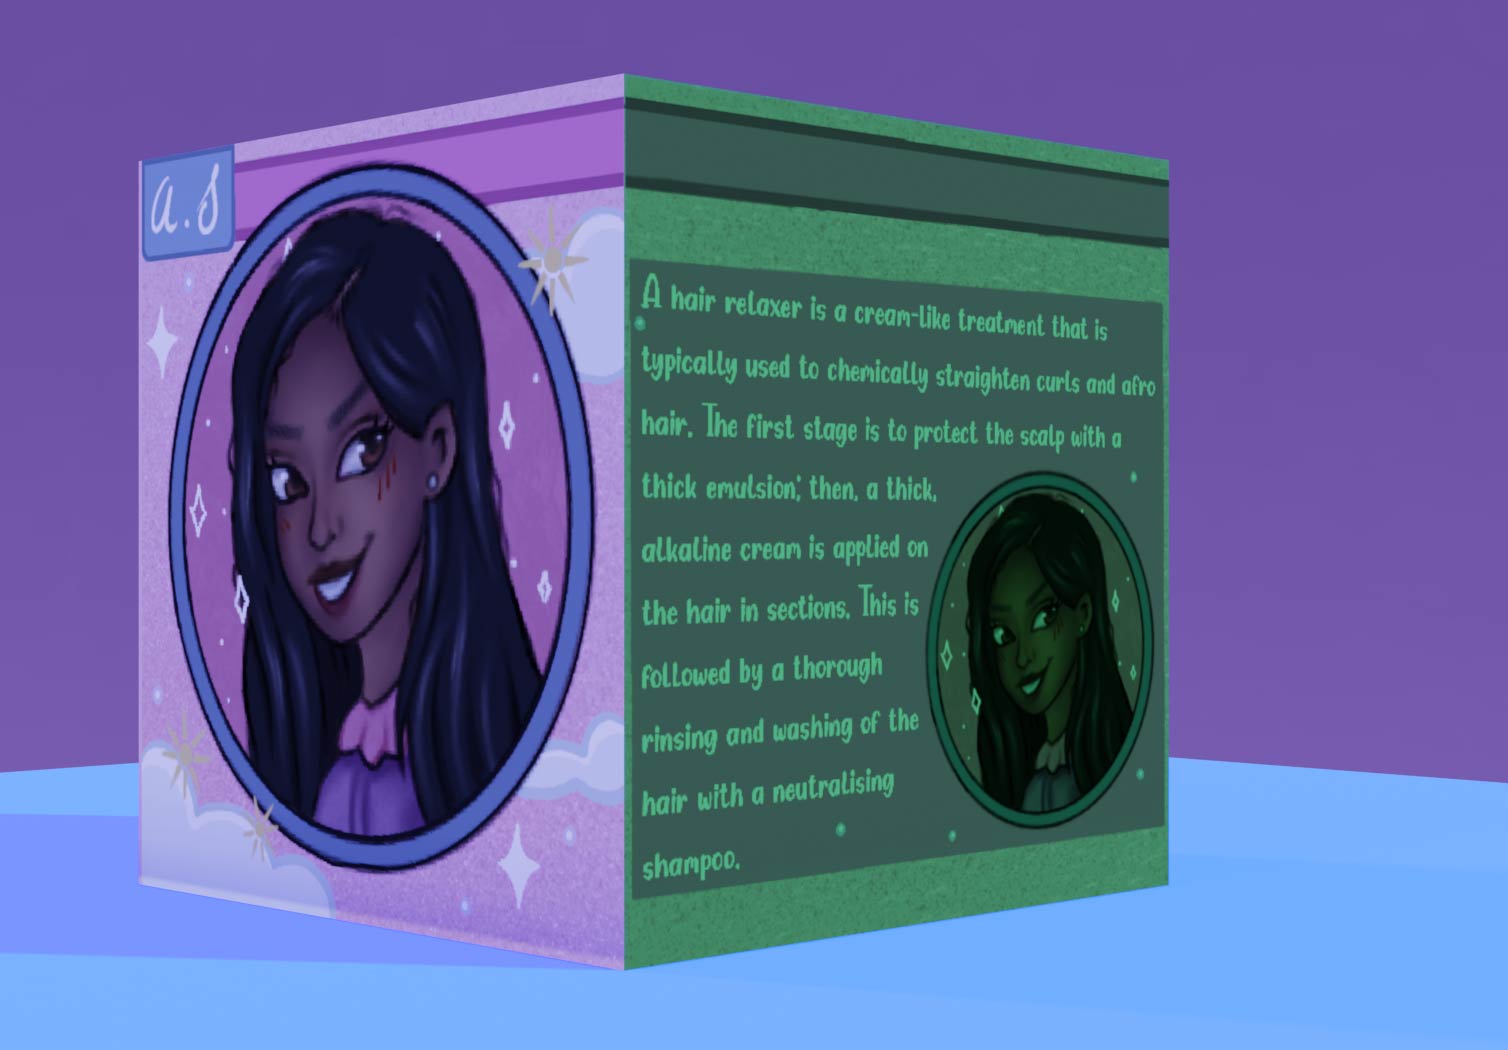 a.s
A hair relaxer is a cream-like treatment that is
typically used to chemically straighten curls and afro
hair. The first stage is to protect the scalp with a
thick emulsion; then, a thick,
alkaline cream is applied on
the hair in sections. This is
followed by a thorough
rinsing and washing of the
hair with a neutralising
shampoo.